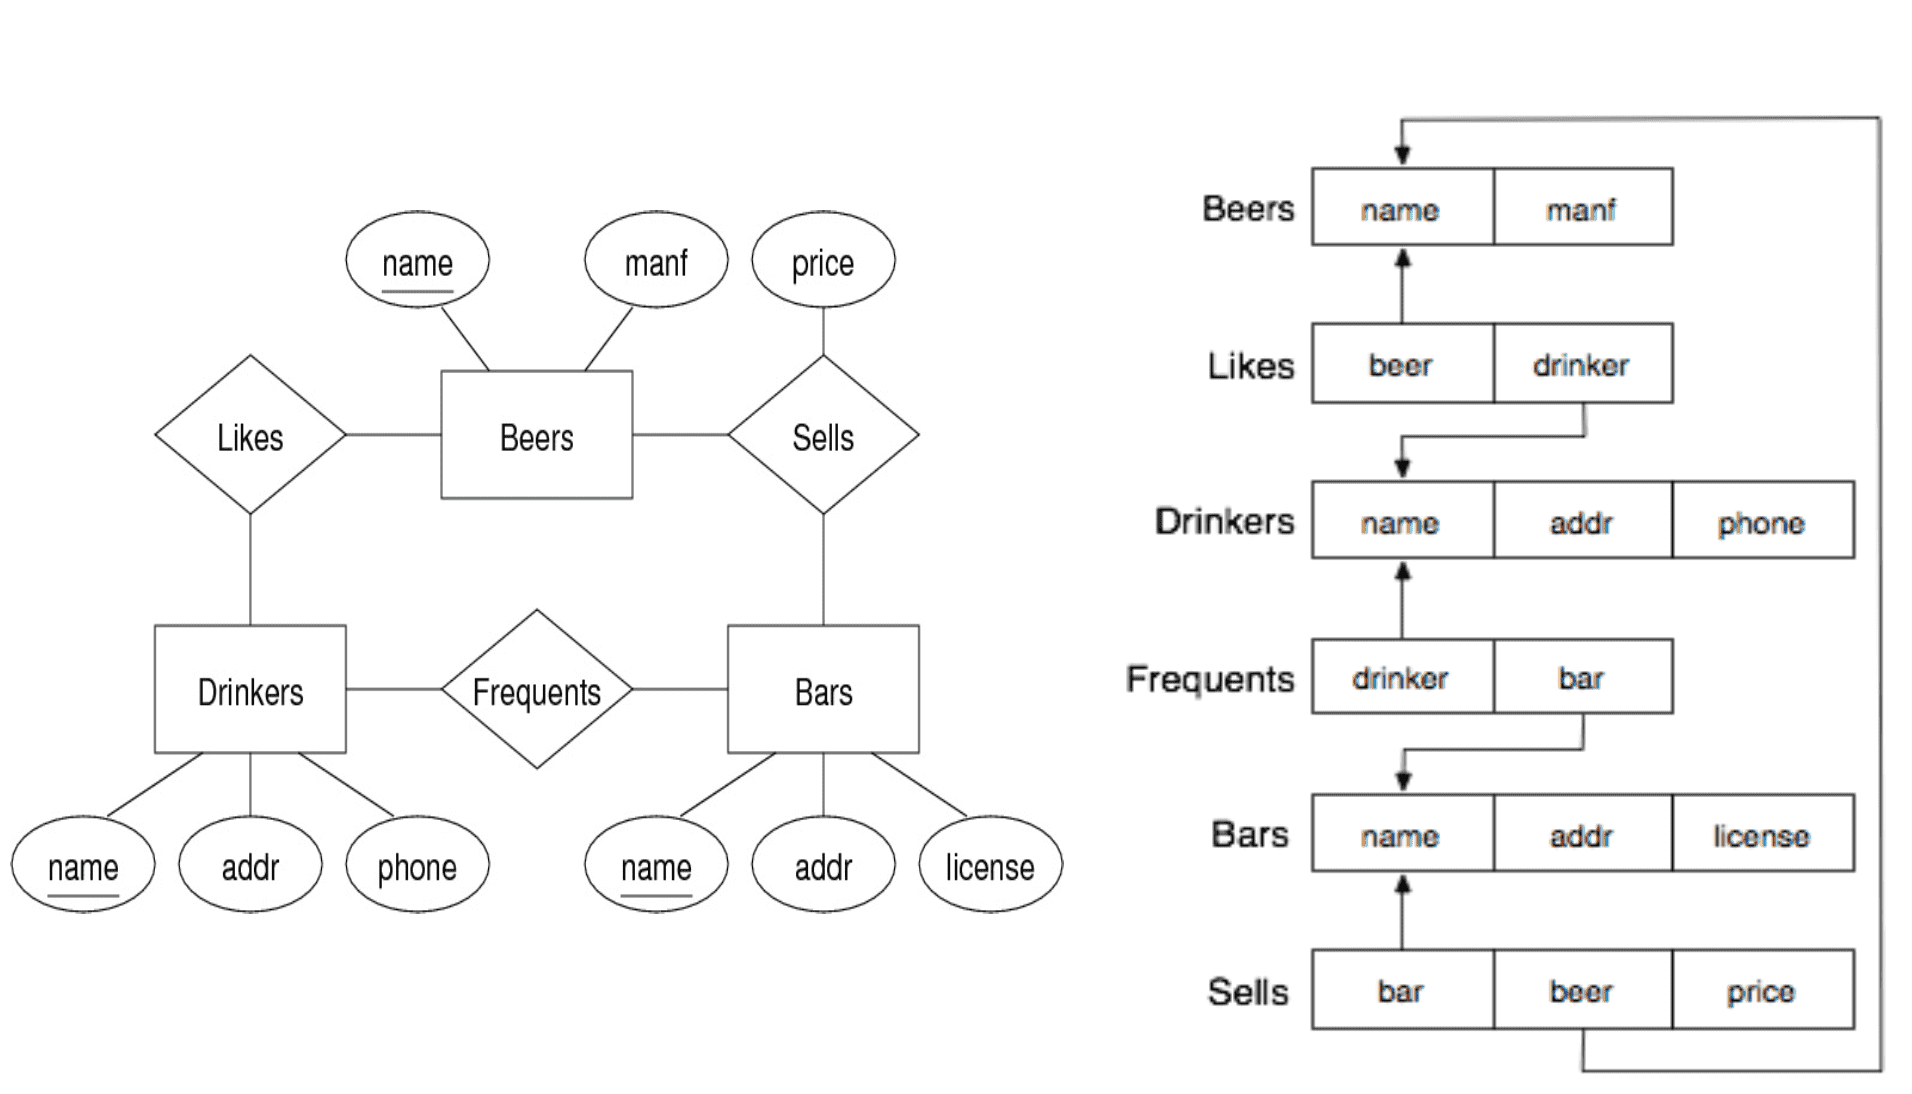 name
manf
price
Likes
Beers
Sells
Drinkers
Frequents
Bars
name
addr
phone
name
addr
license
Beers name manf
Likes beer drinker
Drinkers name addr phone
Frequents drinker bar
Bars name addr license
Sells bar beer price